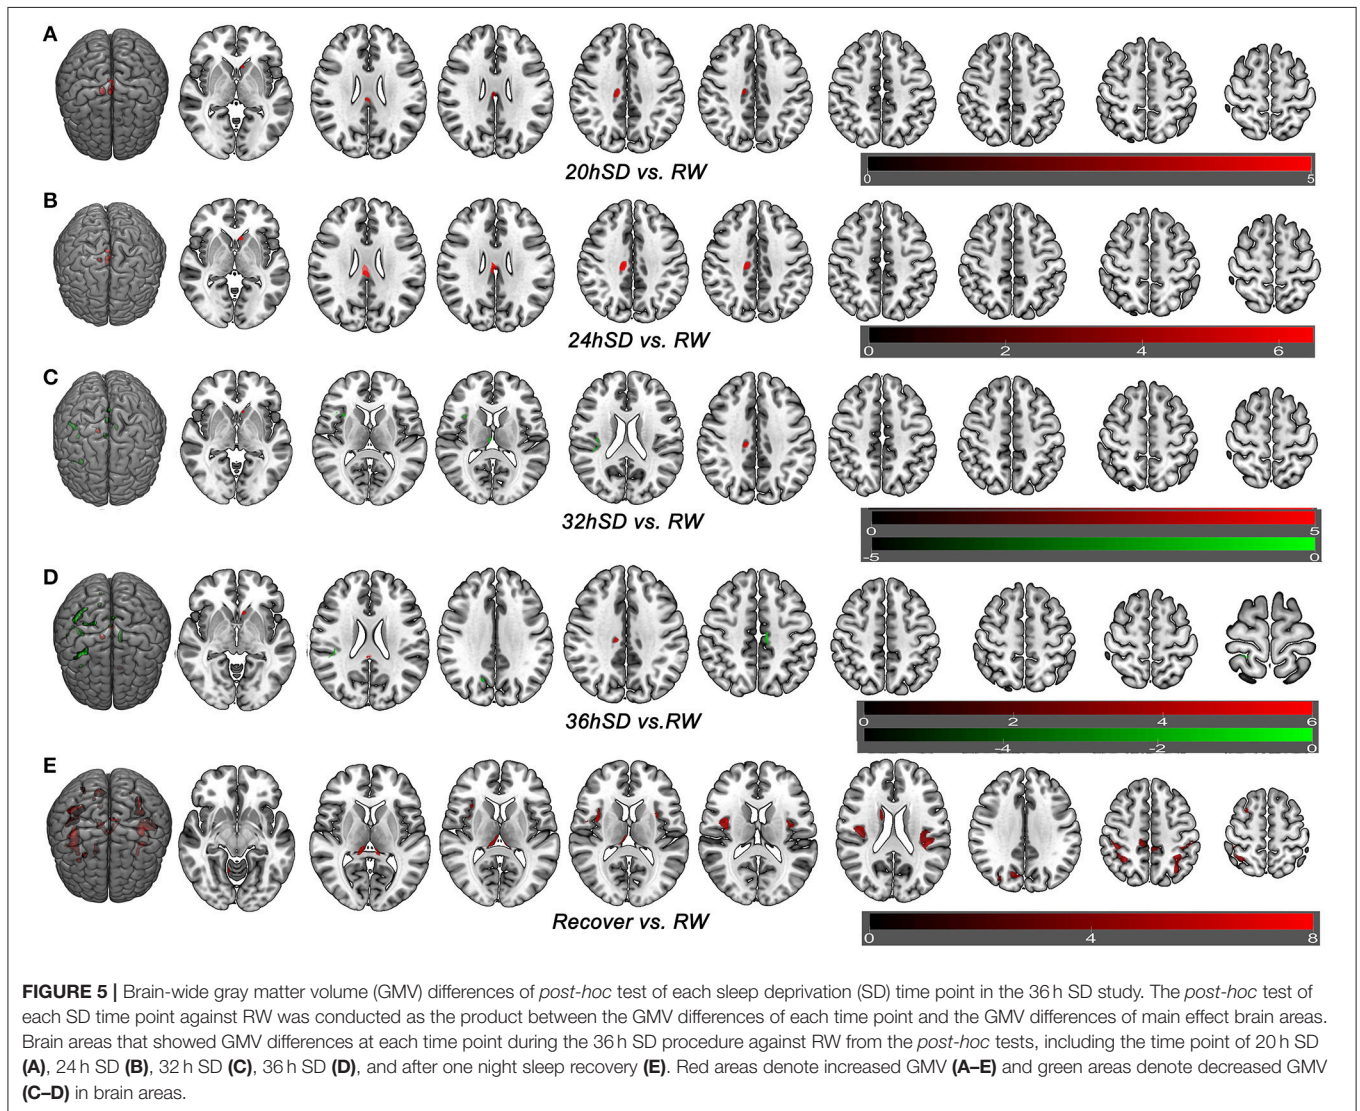 A
20hSD vs. RW
0 5
B
24hSD vs. RW
0 2 4 6
C
32hSD vs. RW
0 5
-5 0
D
36hSD vs.RW
0 2 4 6
-4 -2 0
E
Recover vs. RW
0 4 8
FIGURE 5 | Brain-wide gray matter volume (GMV) differences of post-hoc test of each sleep deprivation (SD) time point in the 36 h SD study. The post-hoc test of
each SD time point against RW was conducted as the product between the GMV differences of each time point and the GMV differences of main effect brain areas.
Brain areas that showed GMV differences at each time point during the 36 h SD procedure against RW from the post-hoc tests, including the time point of 20 h SD
(A), 24 h SD (B), 32 h SD (C), 36 h SD (D), and after one night sleep recovery (E). Red areas denote increased GMV (A–E) and green areas denote decreased GMV
(C–D) in brain areas.